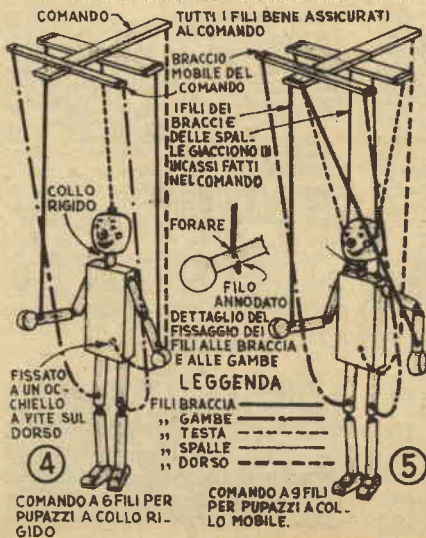 COMANDO
TUTTI I FILI BENE ASSICURATI
AL COMANDO
BRACCIO
MOBILE DEL
COMANDO
I FILI DEI
BRACCI E
DELLE SPAL-
LE GIACCIONO IN
INCASSI FATTI
NEL COMANDO
COLLO
RIGIDO
FORARE
FILO
ANNODATO
DETTAGLIO DEL
FISSAGGIO DEI
FILI ALLE BRACCIA
E ALLE GAMBE
FISSATO
A UN OC-
CHIELLO
A VITE SUL
DORSO
LEGGENDA
FILI BRACCIA
„ GAMBE
„ TESTA
„ SPALLE
„ DORSO
4
COMANDO A 6 FILI PER
PUPAZZI A COLLO RI-
GIDO
5
COMANDO A 9 FILI
PER PUPAZZI A COL-
LO MOBILE.